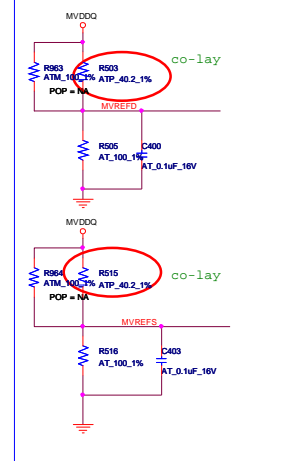 MVDDQ
R963
ATM_100_1%
POP = NA
R503
ATP_40.2_1%
co-lay
MVREFD
R505
AT_100_1%
C400
AT_0.1uF_16V
MVDDQ
R964
ATM_100_1%
POP = NA
R515
ATP_40.2_1%
co-lay
MVREFS
R516
AT_100_1%
C403
AT_0.1uF_16V